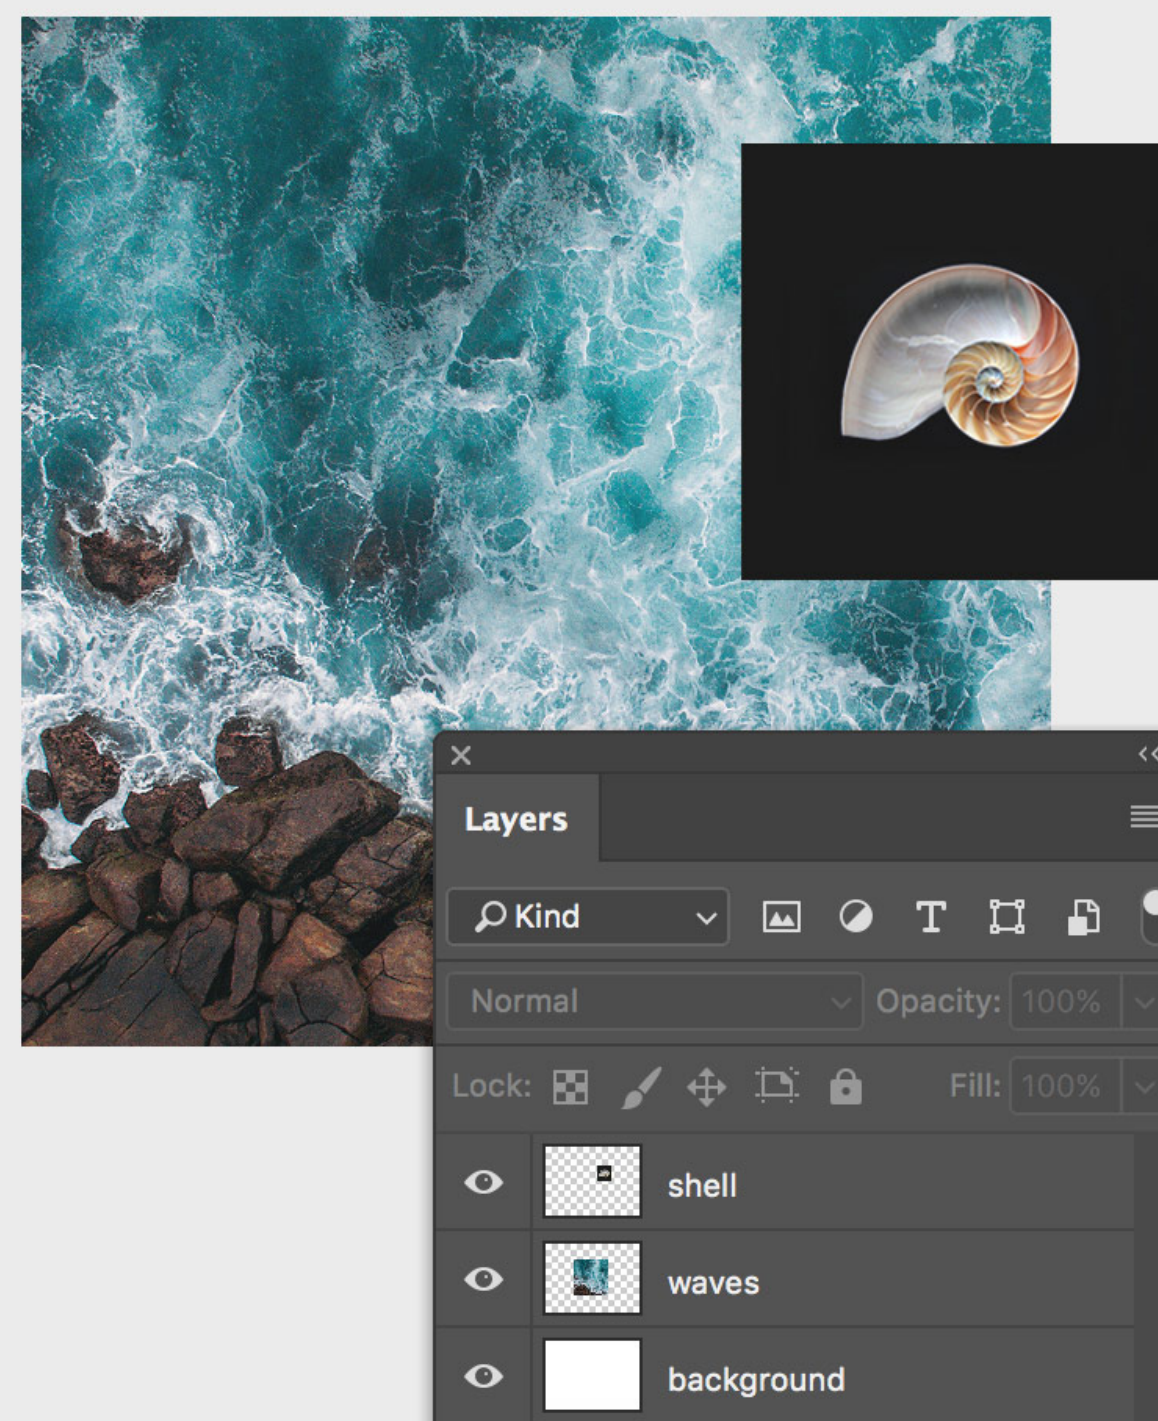 Layers
Kind
Normal Opacity: 100%
Lock: Fill: 100%
shell
waves
background